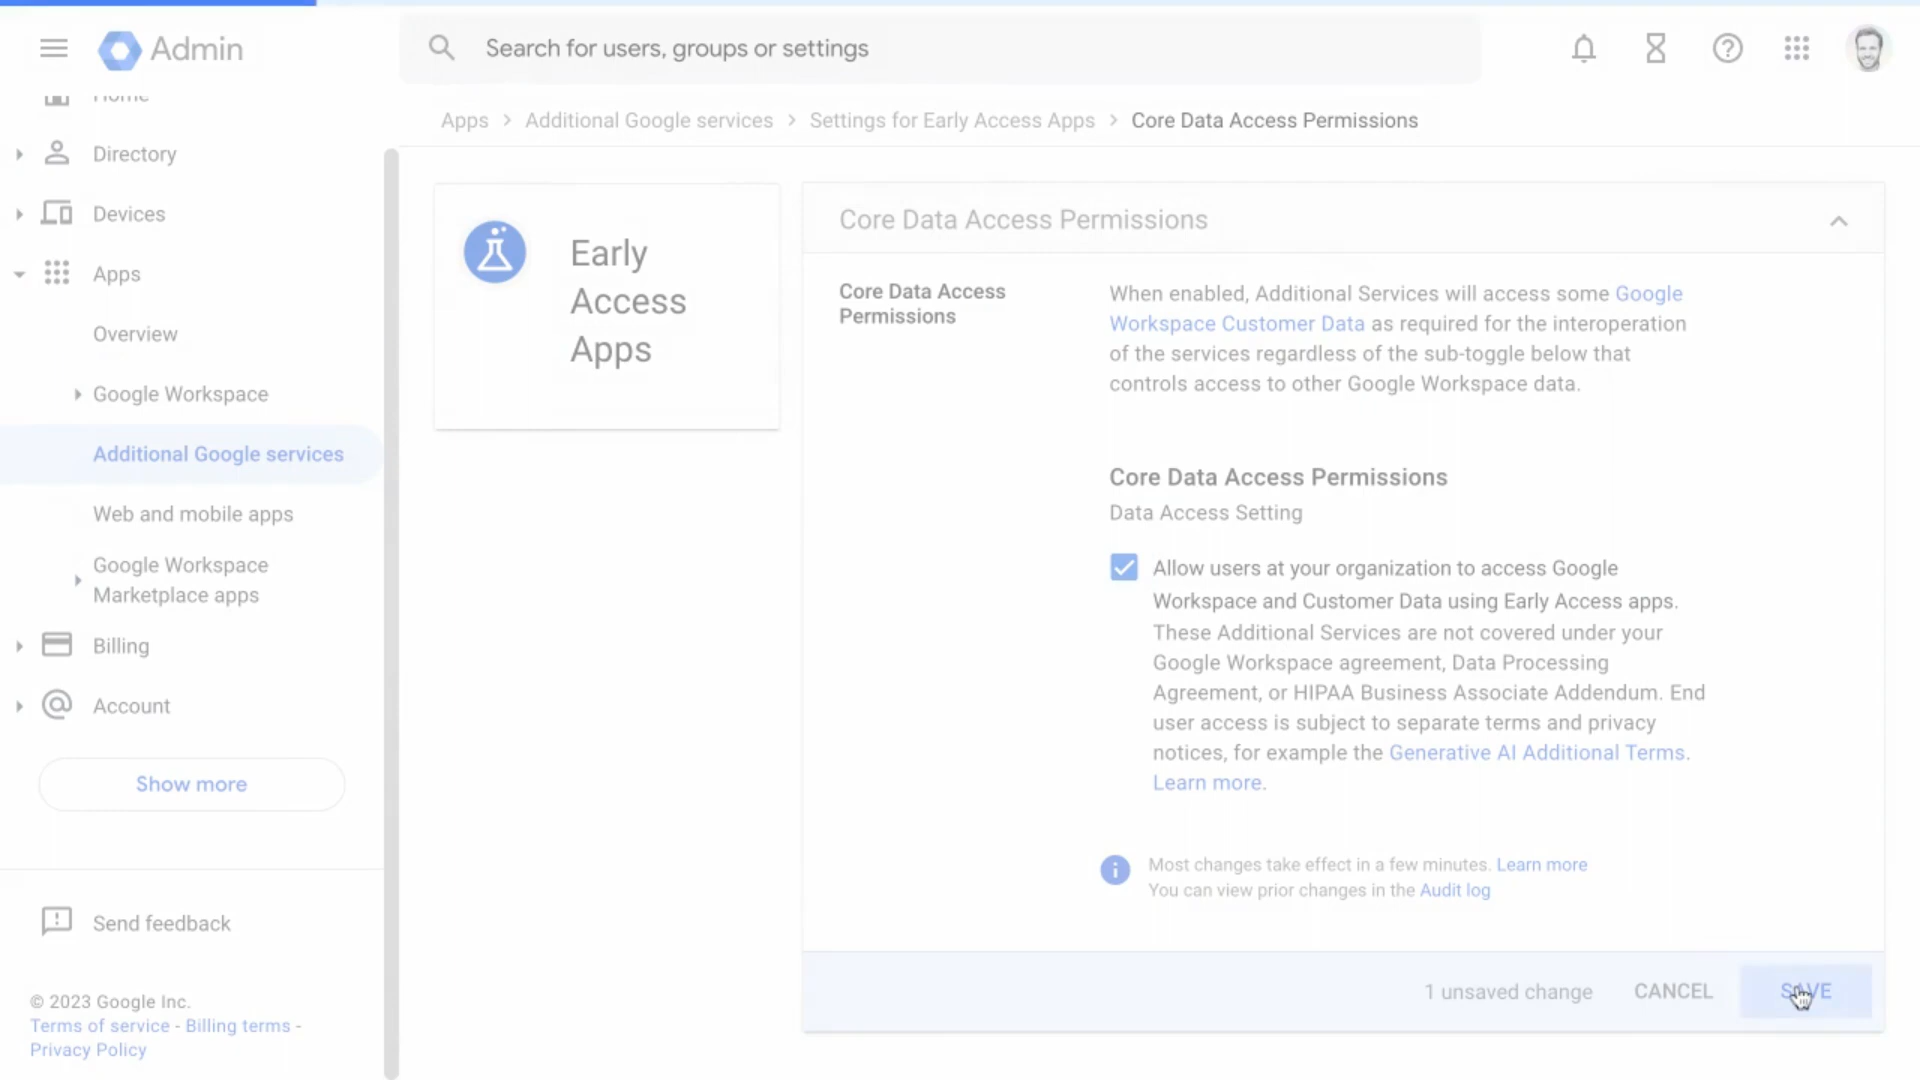 Admin
Search for users, groups or settings
Home
Apps
Additional Google services
Settings for Early Access Apps
Core Data Access Permissions
Directory
Devices
Apps
Overview
Google Workspace
Additional Google services
Web and mobile apps
Google Workspace
Marketplace apps
Billing
Account
Show more
Send feedback
© 2023 Google Inc.
Terms of service - Billing terms -
Privacy Policy
Early
Access
Apps
Core Data Access Permissions
Core Data Access
Permissions
When enabled, Additional Services will access some Google
Workspace Customer Data as required for the interoperation
of the services regardless of the sub-toggle below that
controls access to other Google Workspace data.
Core Data Access Permissions
Data Access Setting
Allow users at your organization to access Google
Workspace and Customer Data using Early Access apps.
These Additional Services are not covered under your
Google Workspace agreement, Data Processing
Agreement, or HIPAA Business Associate Addendum. End
user access is subject to separate terms and privacy
notices, for example the Generative AI Additional Terms.
Learn more.
Most changes take effect in a few minutes. Learn more
You can view prior changes in the Audit log
1 unsaved change
CANCEL
SAVE